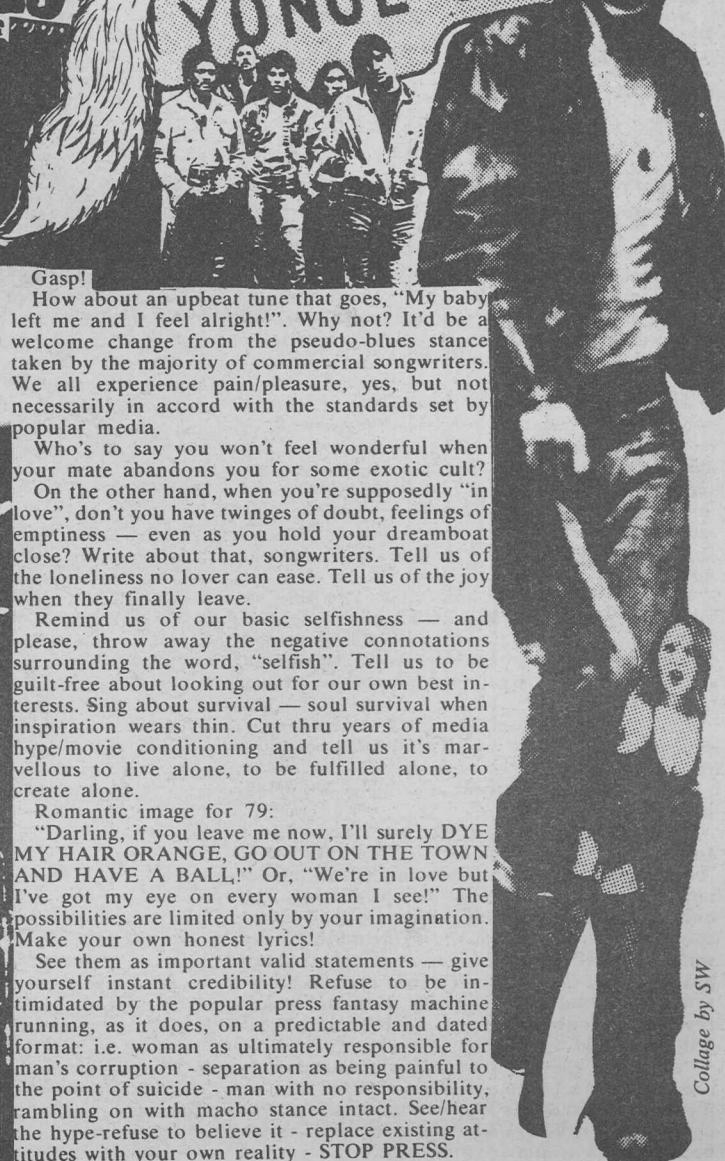 YONGE
Gasp!
How about an upbeat tune that goes, “My baby
left me and I feel alright!”. Why not? It’d be a
welcome change from the pseudo-blues stance
taken by the majority of commercial songwriters.
We all experience pain/pleasure, yes, but not
necessarily in accord with the standards set by
popular media.
Who’s to say you won’t feel wonderful when
your mate abandons you for some exotic cult?
On the other hand, when you’re supposedly “in
love”, don’t you have twinges of doubt, feelings of
emptiness — even as you hold your dreamboat
close? Write about that, songwriters. Tell us of
the loneliness no lover can ease. Tell us of the joy
when they finally leave.
Remind us of our basic selfishness — and
please, throw away the negative connotations
surrounding the word, “selfish”. Tell us to be
guilt-free about looking out for our own best in-
terests. Sing about survival — soul survival when
inspiration wears thin. Cut thru years of media
hype/movie conditioning and tell us it’s mar-
vellous to live alone, to be fulfilled alone, to
create alone.
Romantic image for 79:
“Darling, if you leave me now, I’ll surely DYE
MY HAIR ORANGE, GO OUT ON THE TOWN
AND HAVE A BALL!” Or, “We’re in love but
I’ve got my eye on every woman I see!” The
possibilities are limited only by your imagination.
Make your own honest lyrics!
See them as important valid statements — give
yourself instant credibility! Refuse to be in-
timidated by the popular press fantasy machine
running, as it does, on a predictable and dated
format: i.e. woman as ultimately responsible for
man’s corruption - separation as being painful to
the point of suicide - man with no responsibility,
rambling on with macho stance intact. See/hear
the hype-refuse to believe it - replace existing at-
titudes with your own reality - STOP PRESS.
Collage by SW